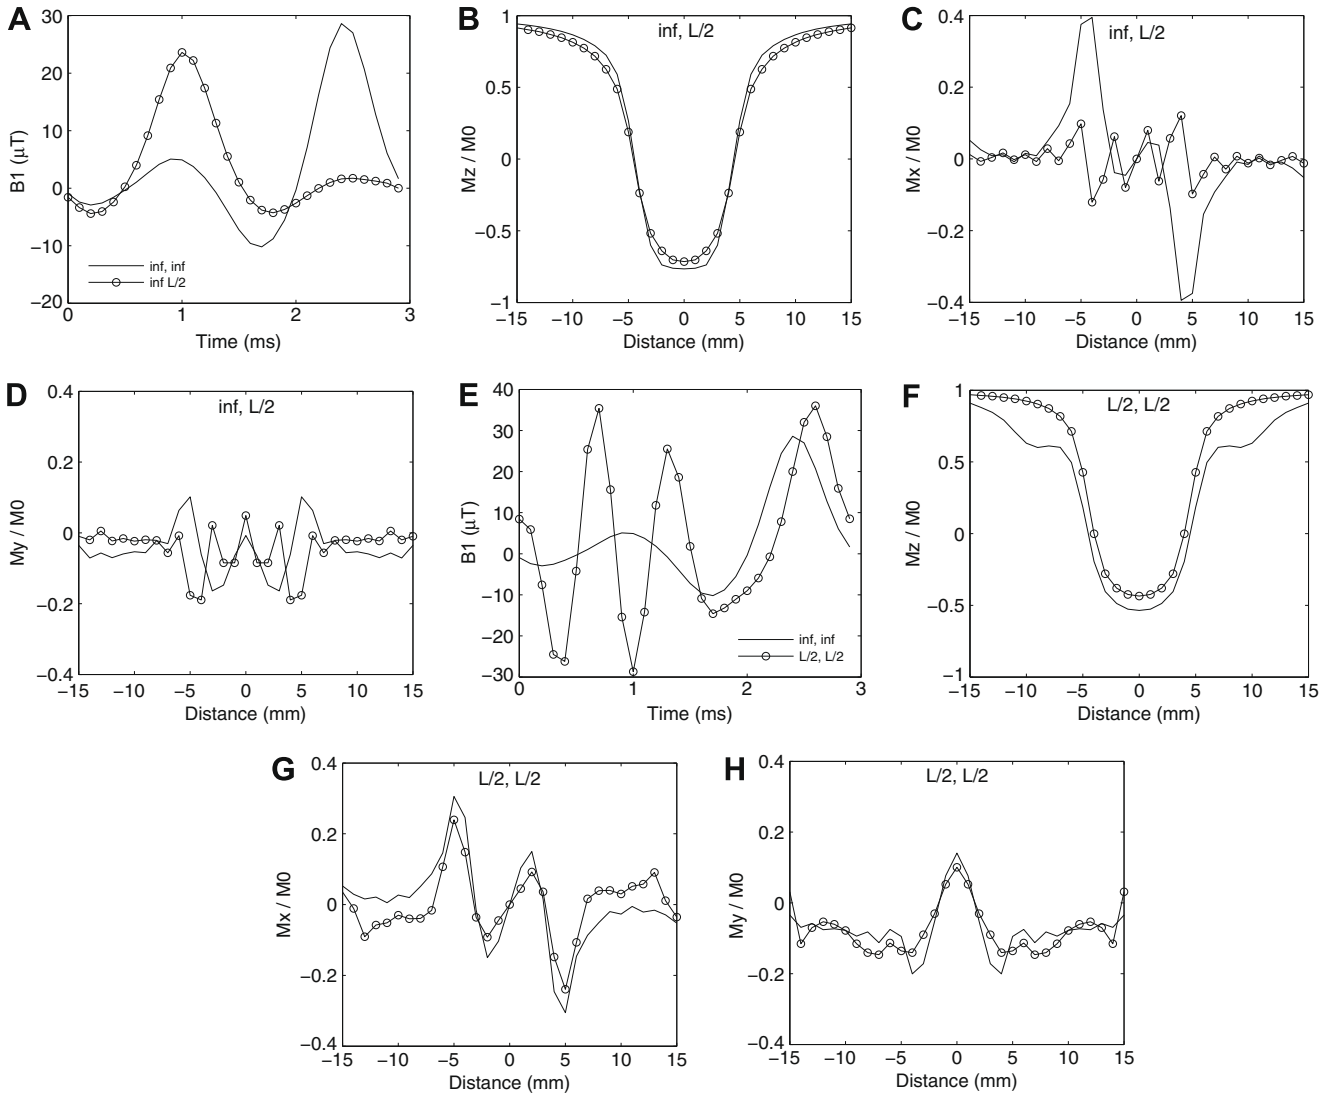 A
B1 (μT)
30
20
10
0
−10
−20
inf, inf
inf L/2
0
1
2
3
Time (ms)
B
Mz / M0
1
0.5
0
−0.5
−1
inf, L/2
−15
−10
−5
0
5
10
15
Distance (mm)
C
Mx / M0
0.4
0.2
0
−0.2
−0.4
inf, L/2
−15
−10
−5
0
5
10
15
Distance (mm)
D
My / M0
0.4
0.2
0
−0.2
−0.4
inf, L/2
−15
−10
−5
0
5
10
15
Distance (mm)
E
B1 (μT)
40
30
20
10
0
−10
−20
−30
inf, inf
L/2, L/2
0
1
2
3
Time (ms)
F
Mz / M0
1
0.5
0
−0.5
−1
L/2, L/2
−15
−10
−5
0
5
10
15
Distance (mm)
G
Mx / M0
0.4
0.2
0
−0.2
−0.4
L/2, L/2
−15
−10
−5
0
5
10
15
Distance (mm)
H
My / M0
0.4
0.2
0
−0.2
−0.4
L/2, L/2
−15
−10
−5
0
5
10
15
Distance (mm)